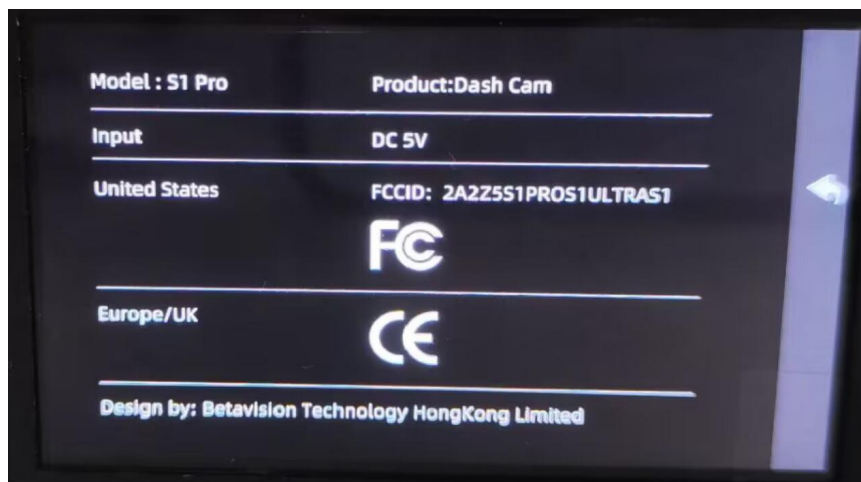 Model : S1 Pro Product:Dash Cam
Input DC 5V
United States FCCID: 2A2Z5S1PROS1ULTRAS1
FC
Europe/UK
CE
Design by: Betavision Technology HongKong Limited